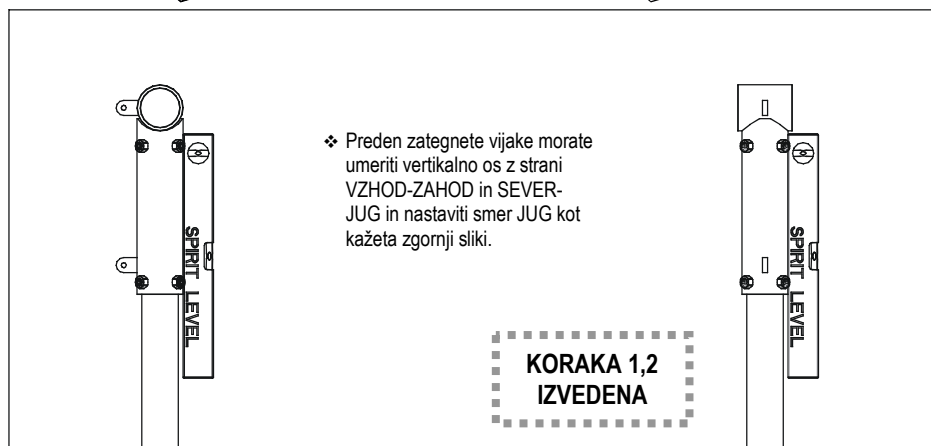 ❖ Preden zategnete vijake morate
umeriti vertikalno os z strani
VZHOD-ZAHOD in SEVER-
JUG in nastaviti smer JUG kot
kažeta zgornji sliki.
SPIRIT LEVEL
SPIRIT LEVEL
KORAKA 1,2
IZVEDENA